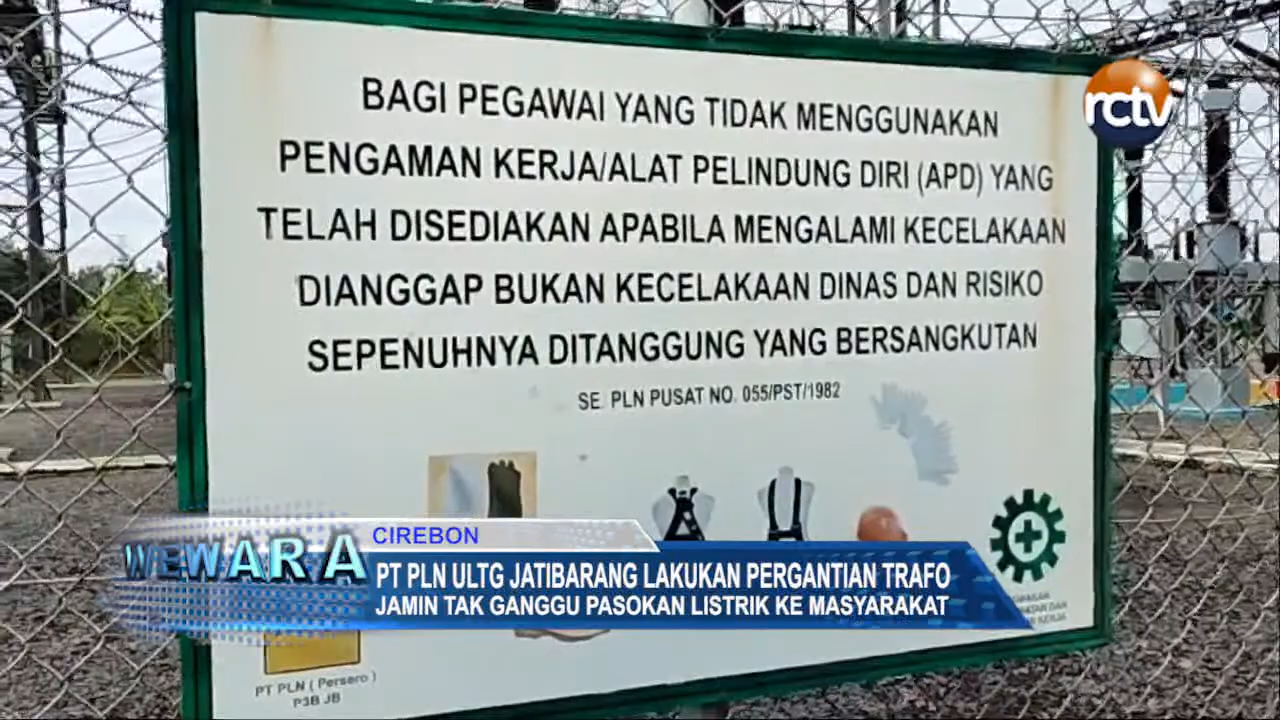 rctv
BAGI PEGAWAI YANG TIDAK MENGGUNAKAN
PENGAMAN KERJA/ALAT PELINDUNG DIRI (APD) YANG
TELAH DISEDIAKAN APABILA MENGALAMI KECELAKAAN
DIANGGAP BUKAN KECELAKAAN DINAS DAN RISIKO
SEPENUHNYA DITANGGUNG YANG BERSANGKUTAN
SE. PLN PUSAT NO. 055/PST/1982
WEWARA
CIREBON
PT PLN ULTG JATIBARANG LAKUKAN PERGANTIAN TRAFO
JAMIN TAK GANGGU PASOKAN LISTRIK KE MASYARAKAT
PT PLN ( Persero )
P3B JB